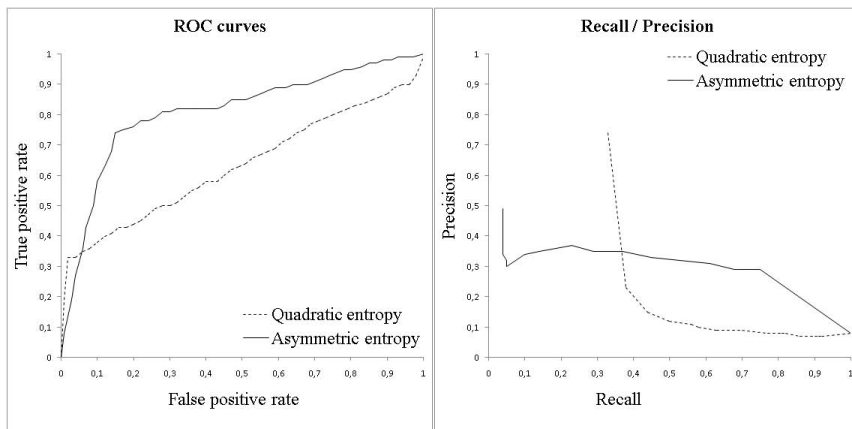 ROC curves
True positive rate
1
0,9
0,8
0,7
0,6
0,5
0,4
0,3
0,2
0,1
0
0 0,1 0,2 0,3 0,4 0,5 0,6 0,7 0,8 0,9 1
False positive rate
Quadratic entropy
Asymmetric entropy
Recall / Precision
Quadratic entropy
Asymmetric entropy
Precision
1
0,9
0,8
0,7
0,6
0,5
0,4
0,3
0,2
0,1
0
0 0,1 0,2 0,3 0,4 0,5 0,6 0,7 0,8 0,9 1
Recall